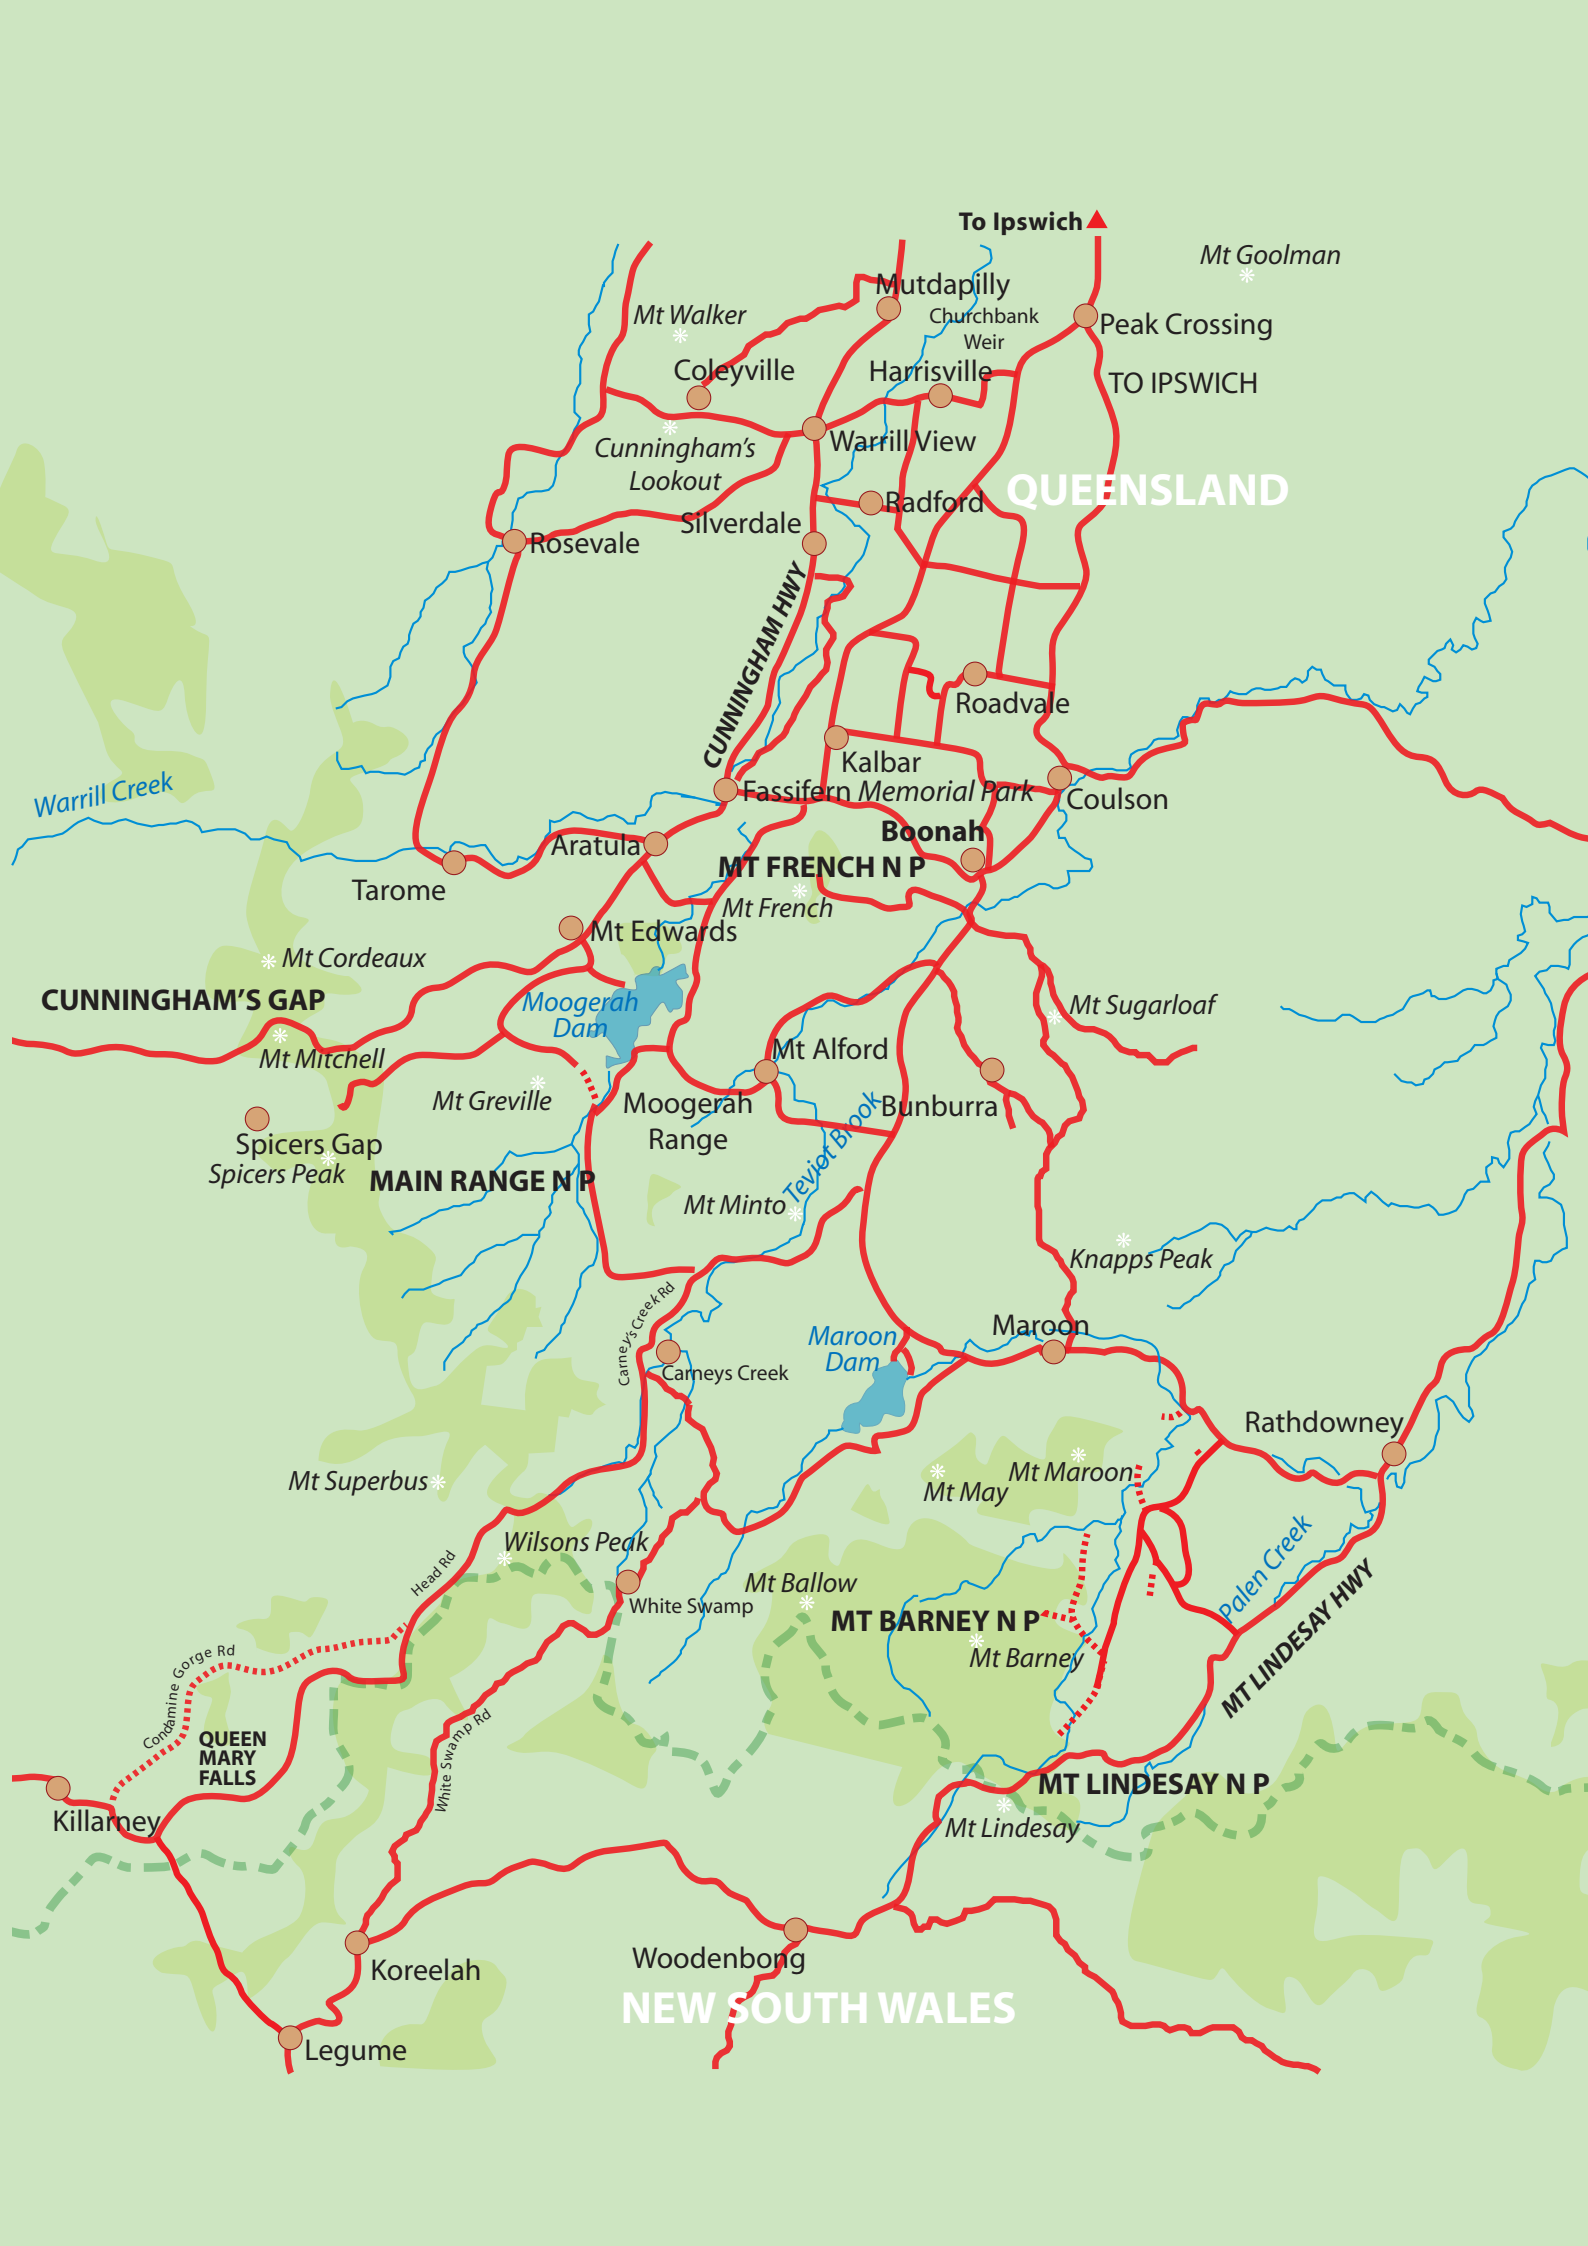 To Ipswich
Mt Goolman
Mutdapilly
Mt Walker
Churchbank
Weir
Peak Crossing
Coleyville
Harrisville
TO IPSWICH
Cunningham's
Lookout
Warrill View
QUEENSLAND
Radford
Silverdale
Rosevale
CUNNINGHAM HWY
Roadvale
Kalbar
Warrill Creek
Fassifern
Memorial Park
Coulson
Boonah
Aratula
MT FRENCH N P
Tarome
Mt French
Mt Edwards
Mt Cordeaux
CUNNINGHAM'S GAP
Moogerah
Dam
Mt Sugarloaf
Mt Mitchell
Mt Alford
Mt Greville
Moogerah
Range
Bunburra
Teviot Brook
Spicers Gap
Spicers Peak
MAIN RANGE N P
Mt Minto
Knapps Peak
Carney's Creek Rd
Maroon
Maroon
Dam
Carneys Creek
Rathdowney
Mt Superbus
Mt Maroon
Mt May
Wilsons Peak
Head Rd
Palen Creek
Mt Ballow
White Swamp
MT BARNEY N P
Mt Barney
MT LINDESAY HWY
Condamine Gorge Rd
QUEEN
MARY
FALLS
White Swamp Rd
MT LINDESAY N P
Killarney
Mt Lindesay
Woodenbong
Koreelah
NEW SOUTH WALES
Legume